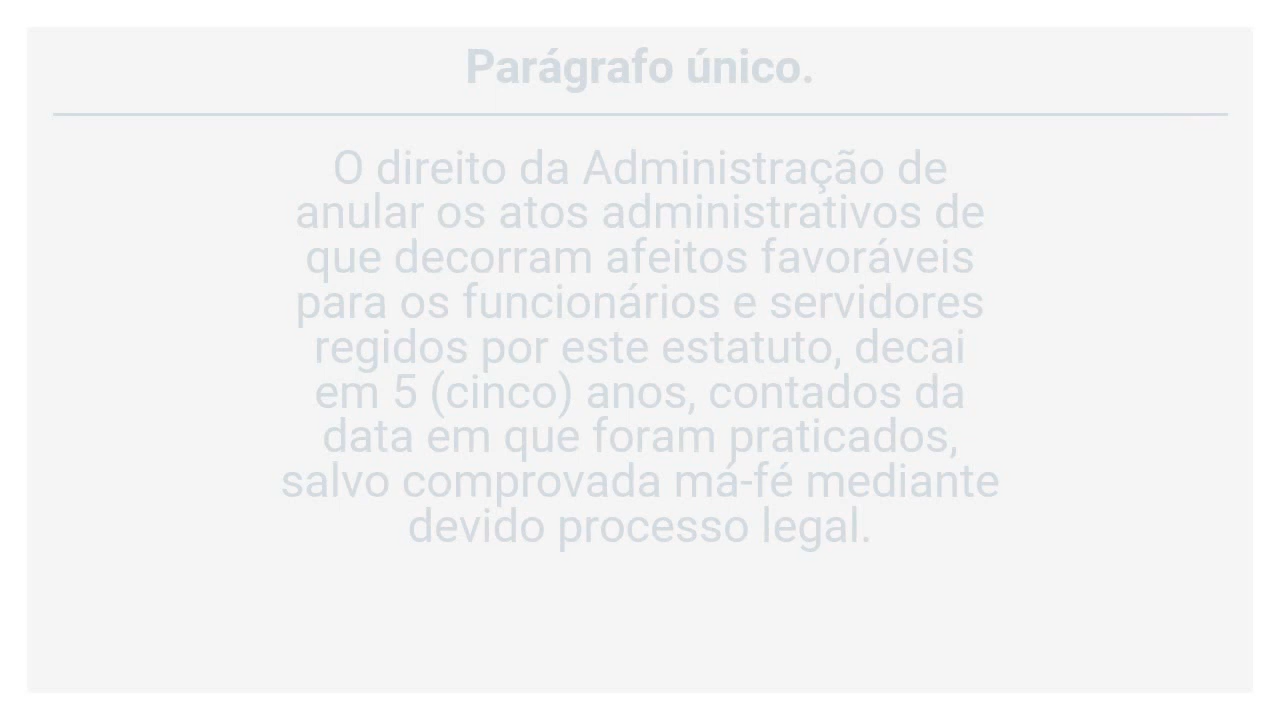 Parágrafo único.
O direito da Administração de
anular os atos administrativos de
que decorram afeitos favoráveis
para os funcionários e servidores
regidos por este estatuto, decai
em 5 (cinco) anos, contados da
data em que foram praticados,
salvo comprovada má-fé mediante
devido processo legal.